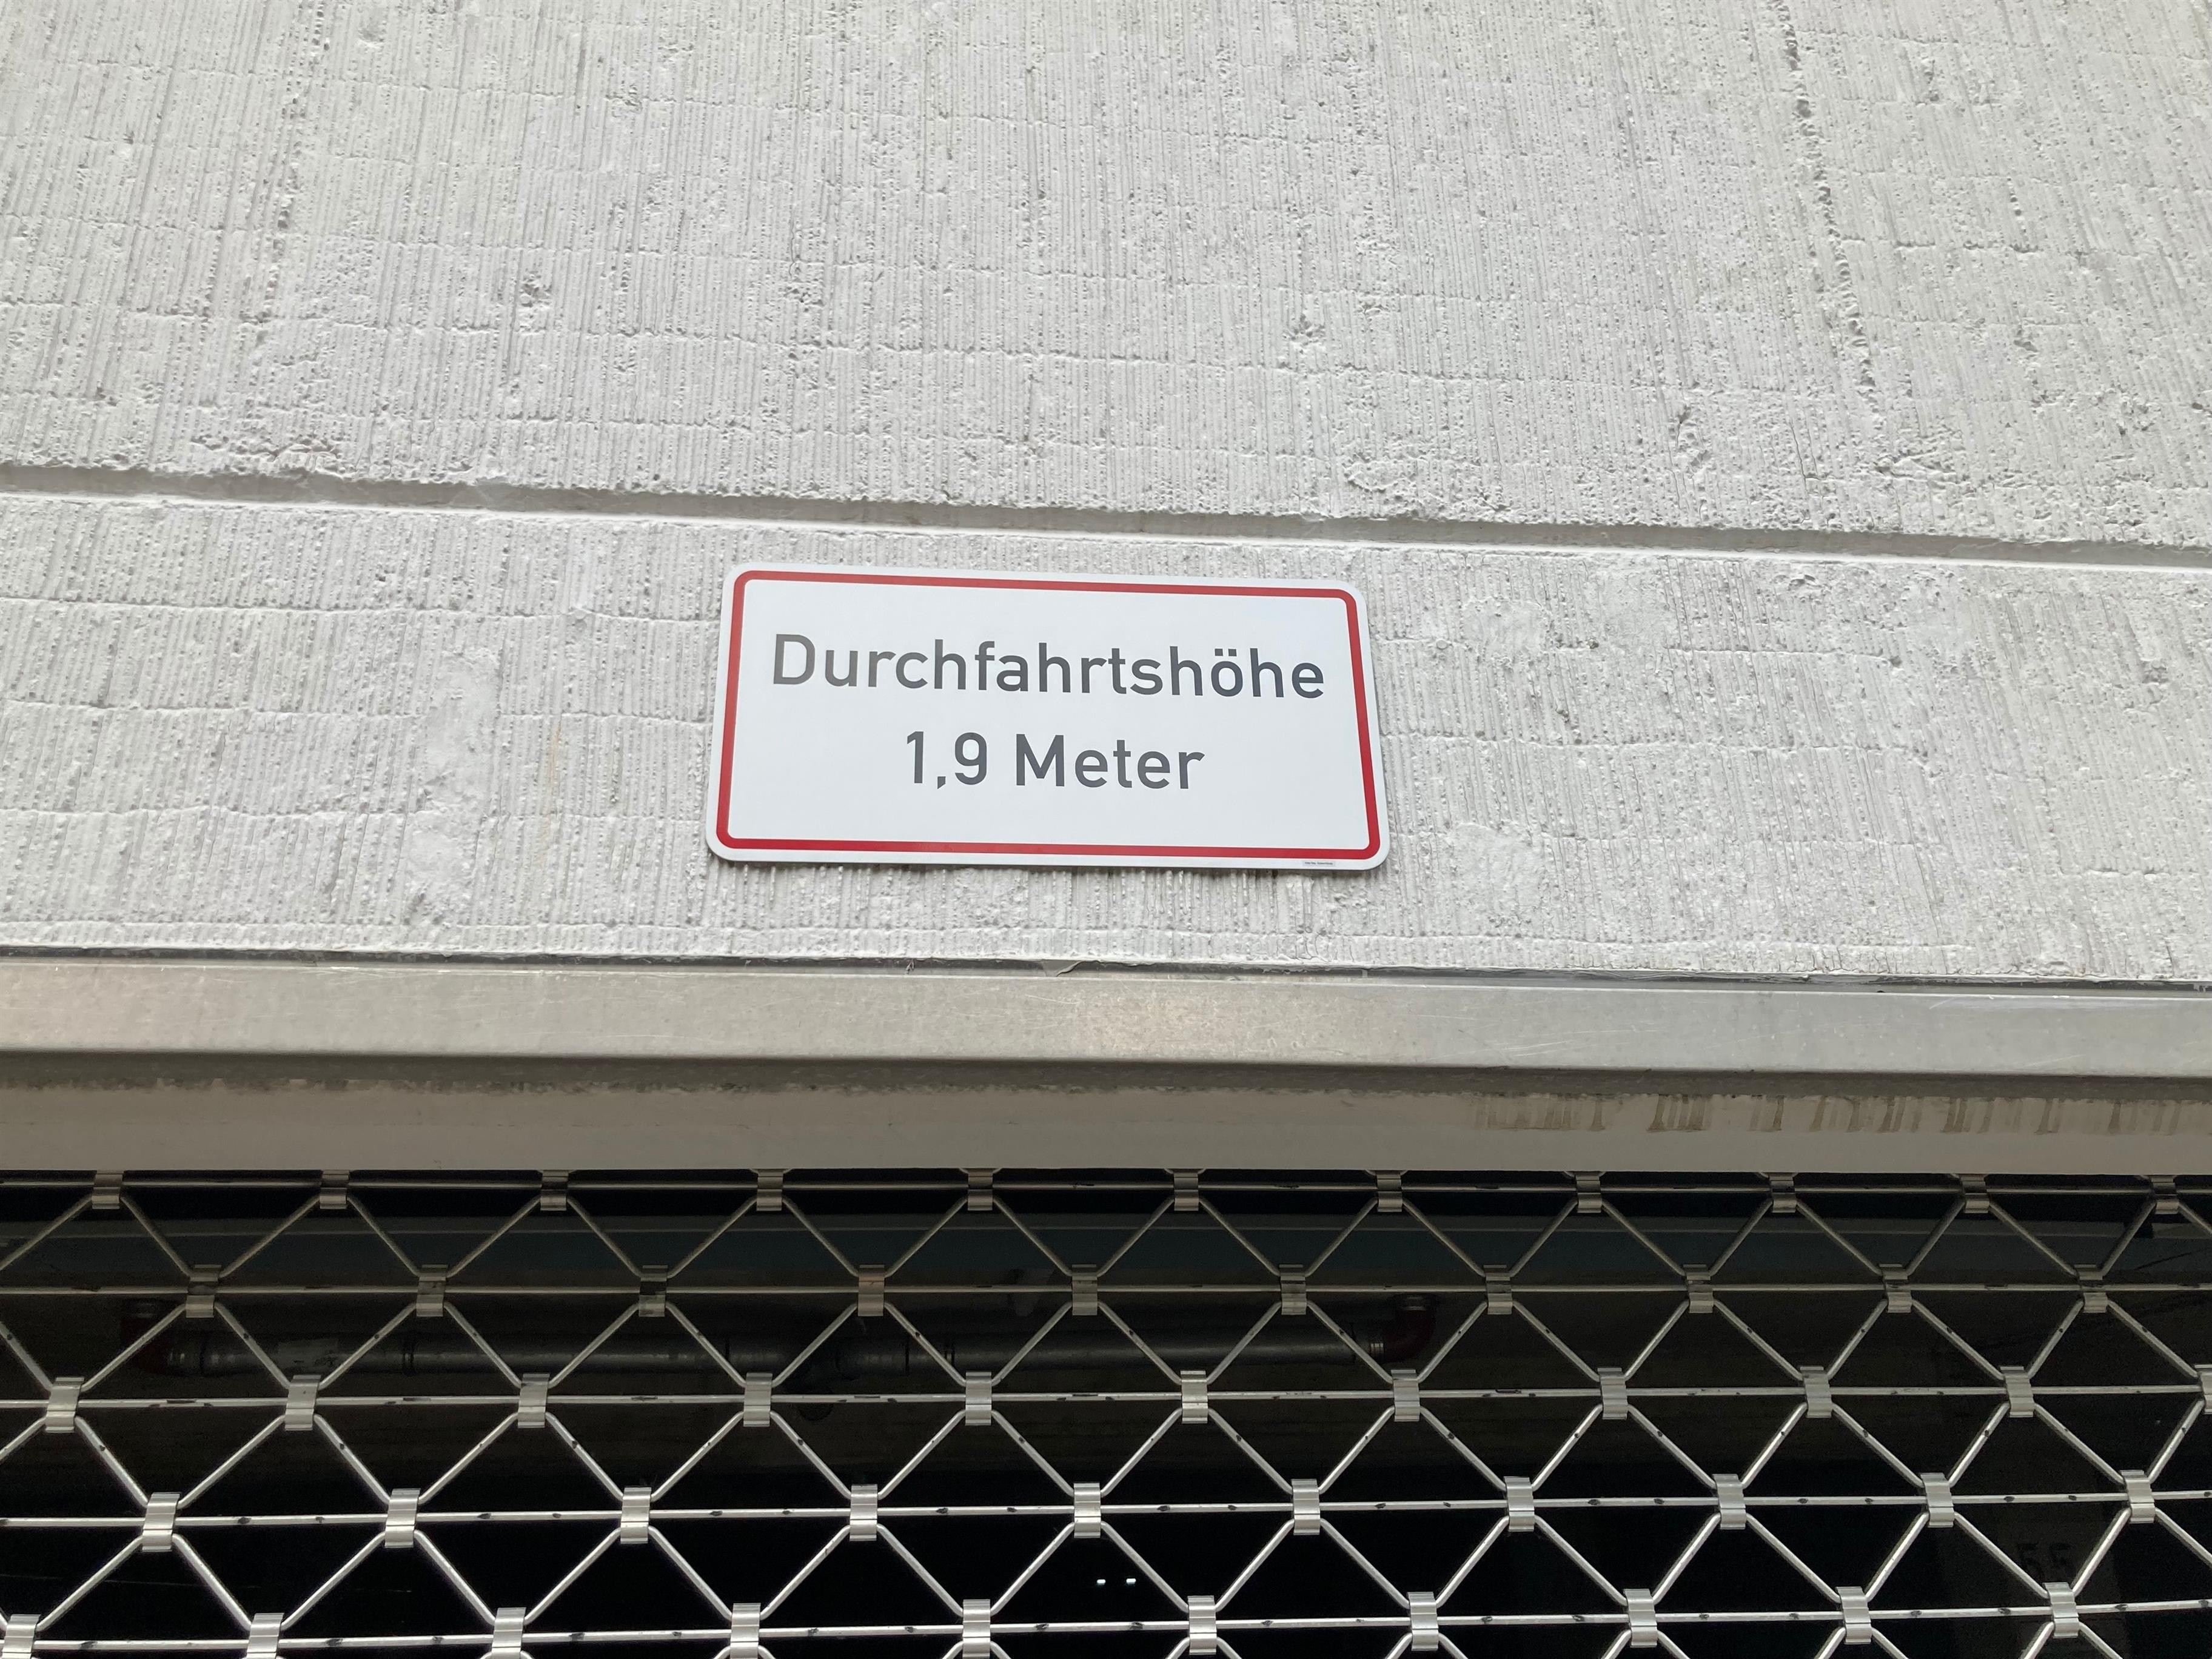 Durchfahrtshöhe
1,9 Meter